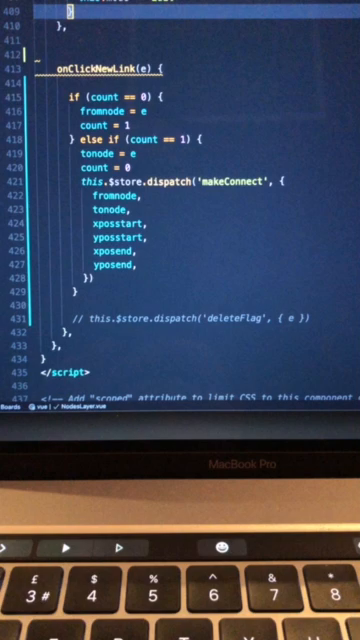 409 }
410 },
411
412
413 onClickNewLink(e) {
414
415 if (count == 0) {
416 fromnode = e
417 count = 1
418 } else if (count == 1) {
419 tonode = e
420 count = 0
421 this.$store.dispatch('makeConnect', {
422 fromnode,
423 tonode,
424 xposstart,
425 yposstart,
426 xposend,
427 yposend,
428 })
429 }
430
431 // this.$store.dispatch('deleteFlag', { e })
432 },
433 },
434 }
435 </script>
436
437 <!-- Add "scoped" attribute to limit CSS to this component
Boards vue | NodesLayer.vue
MacBook Pro
£ $ % ^ & *
3 # 4 5 6 7 8